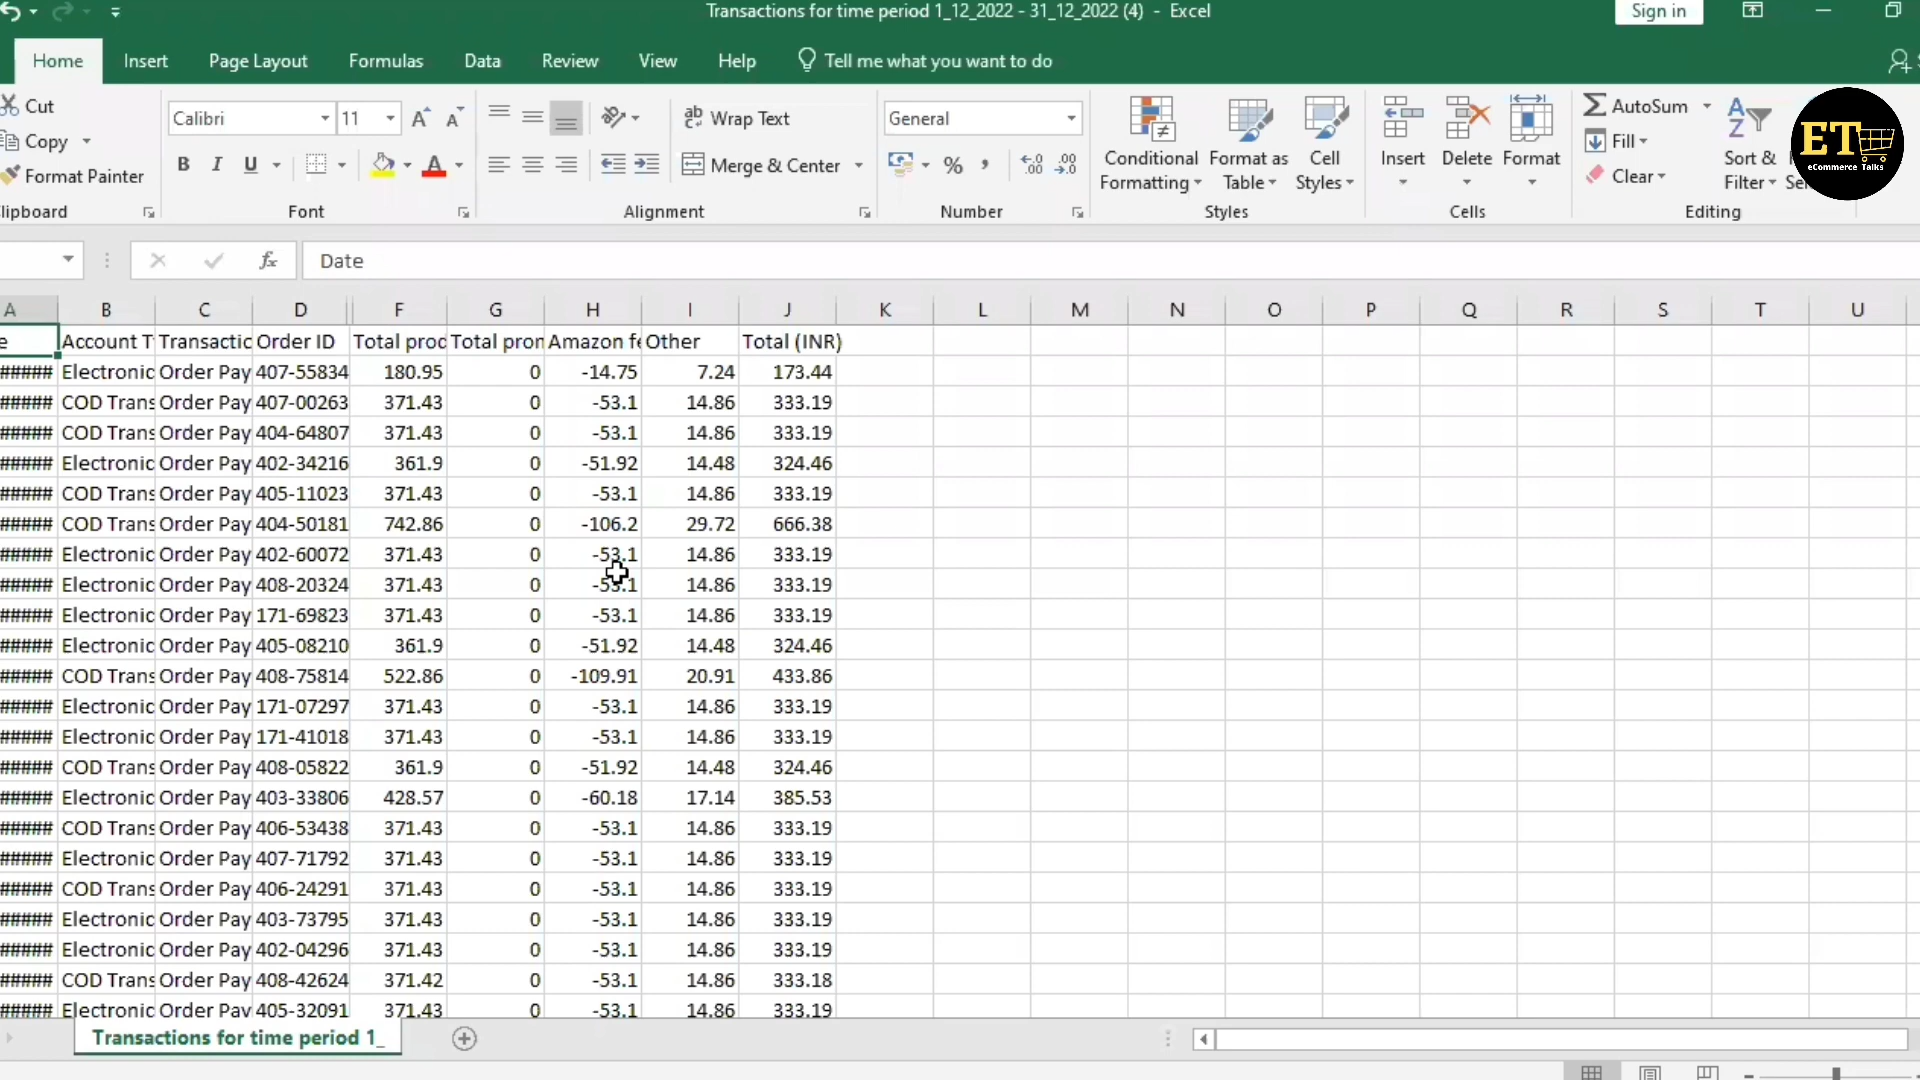 Transactions for time period 1_12_2022 - 31_12_2022 (4) - Excel
Sign in
Home Insert Page Layout Formulas Data Review View Help Tell me what you want to do
Cut
Copy
Format Painter
Calibri 11
B I U
Wrap Text
Merge & Center
General
Conditional Formatting
Format as Table
Cell Styles
Insert Delete Format
AutoSum
Fill
Clear
Sort & Filter
ET
eCommerce Talks
lipboard Font Alignment Number Styles Cells Editing
fx Date
A B C D F G H I J K L M N O P Q R S T U
e Account T Transactic Order ID Total prod Total pron Amazon fe Other Total (INR)
##### Electronic Order Pay 407-55834 180.95 0 -14.75 7.24 173.44
##### COD Trans Order Pay 407-00263 371.43 0 -53.1 14.86 333.19
##### COD Trans Order Pay 404-64807 371.43 0 -53.1 14.86 333.19
##### Electronic Order Pay 402-34216 361.9 0 -51.92 14.48 324.46
##### COD Trans Order Pay 405-11023 371.43 0 -53.1 14.86 333.19
##### COD Trans Order Pay 404-50181 742.86 0 -106.2 29.72 666.38
##### Electronic Order Pay 402-60072 371.43 0 -53.1 14.86 333.19
##### Electronic Order Pay 408-20324 371.43 0 -53.1 14.86 333.19
##### Electronic Order Pay 171-69823 371.43 0 -53.1 14.86 333.19
##### Electronic Order Pay 405-08210 361.9 0 -51.92 14.48 324.46
##### COD Trans Order Pay 408-75814 522.86 0 -109.91 20.91 433.86
##### Electronic Order Pay 171-07297 371.43 0 -53.1 14.86 333.19
##### Electronic Order Pay 171-41018 371.43 0 -53.1 14.86 333.19
##### COD Trans Order Pay 408-05822 361.9 0 -51.92 14.48 324.46
##### Electronic Order Pay 403-33806 428.57 0 -60.18 17.14 385.53
##### COD Trans Order Pay 406-53438 371.43 0 -53.1 14.86 333.19
##### Electronic Order Pay 407-71792 371.43 0 -53.1 14.86 333.19
##### COD Trans Order Pay 406-24291 371.43 0 -53.1 14.86 333.19
##### Electronic Order Pay 403-73795 371.43 0 -53.1 14.86 333.19
##### Electronic Order Pay 402-04296 371.43 0 -53.1 14.86 333.19
##### COD Trans Order Pay 408-42624 371.42 0 -53.1 14.86 333.18
##### Electronic Order Pay 405-32091 371.43 0 -53.1 14.86 333.19
Transactions for time period 1_